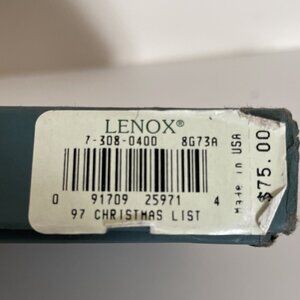 LENOX®
7-308-0400 8G73A
0 91709 25971 4
97 CHRISTMAS LIST
Made in USA
$75.00